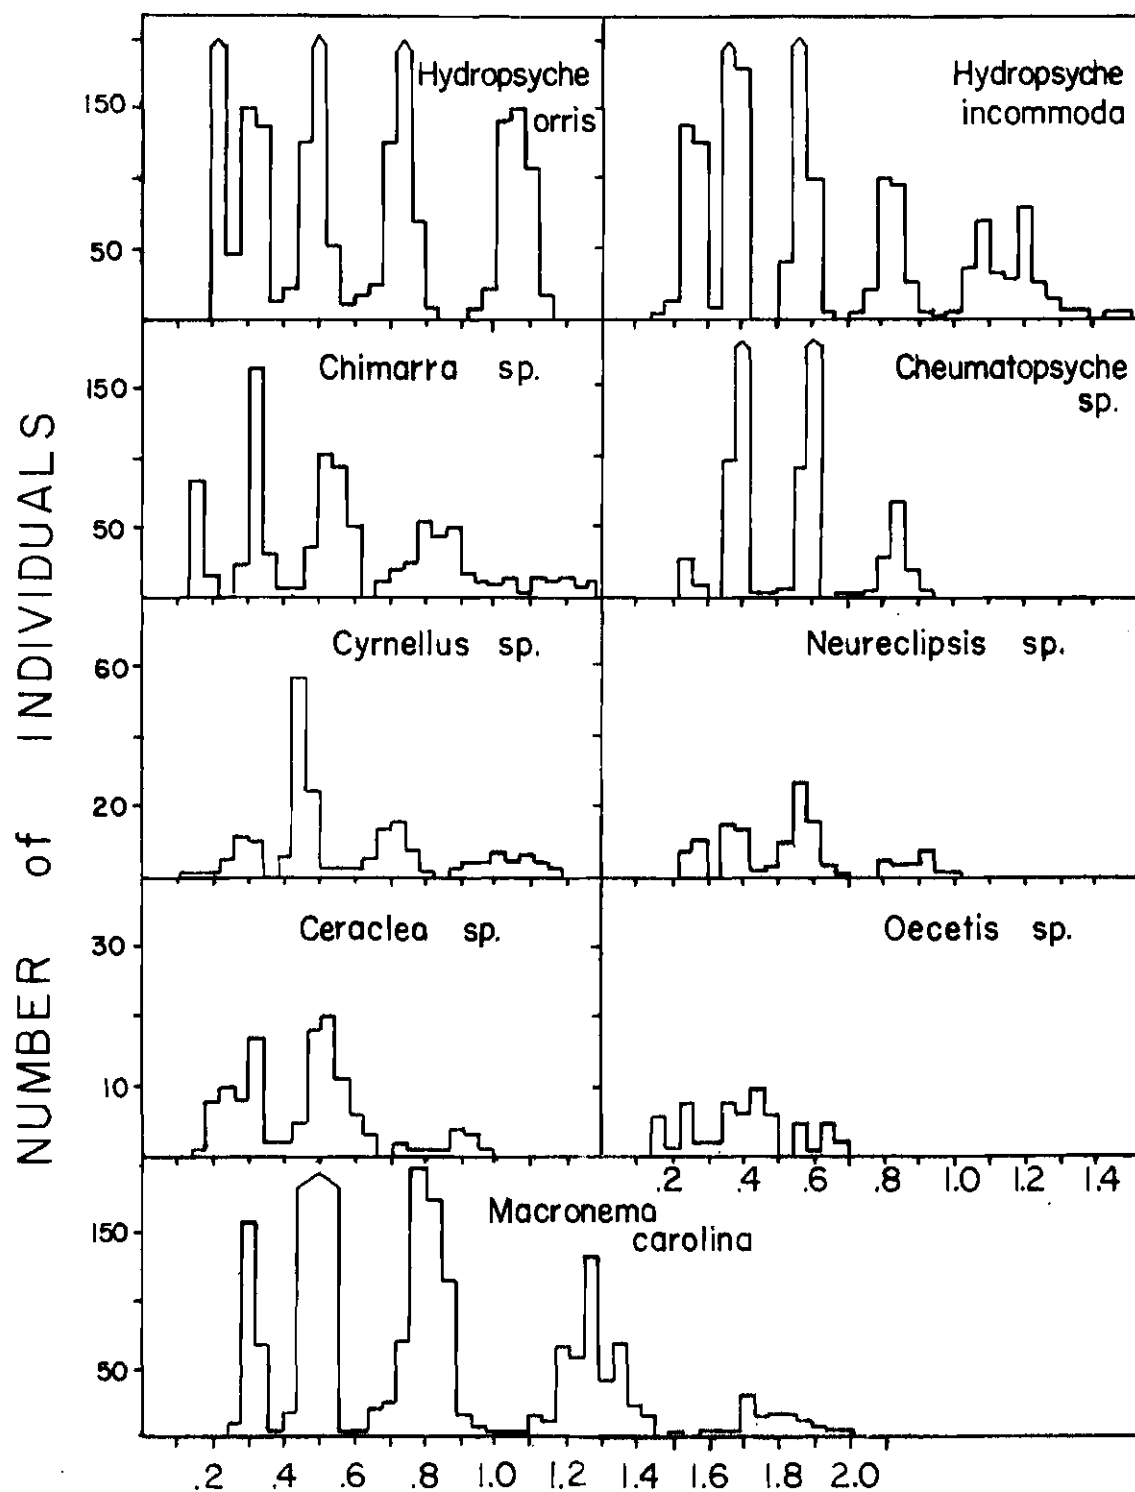 NUMBER of INDIVIDUALS
Hydropsyche
orris
150
50
Hydropsyche
incommoda
Chimarra sp.
150
50
Cheumatopsyche
sp.
Cyrnellus sp.
60
20
Neureclipsis sp.
Ceraclea sp.
30
10
Oecetis sp.
.2 .4 .6 .8 1.0 1.2 1.4
Macronema
carolina
150
50
.2 .4 .6 .8 1.0 1.2 1.4 1.6 1.8 2.0